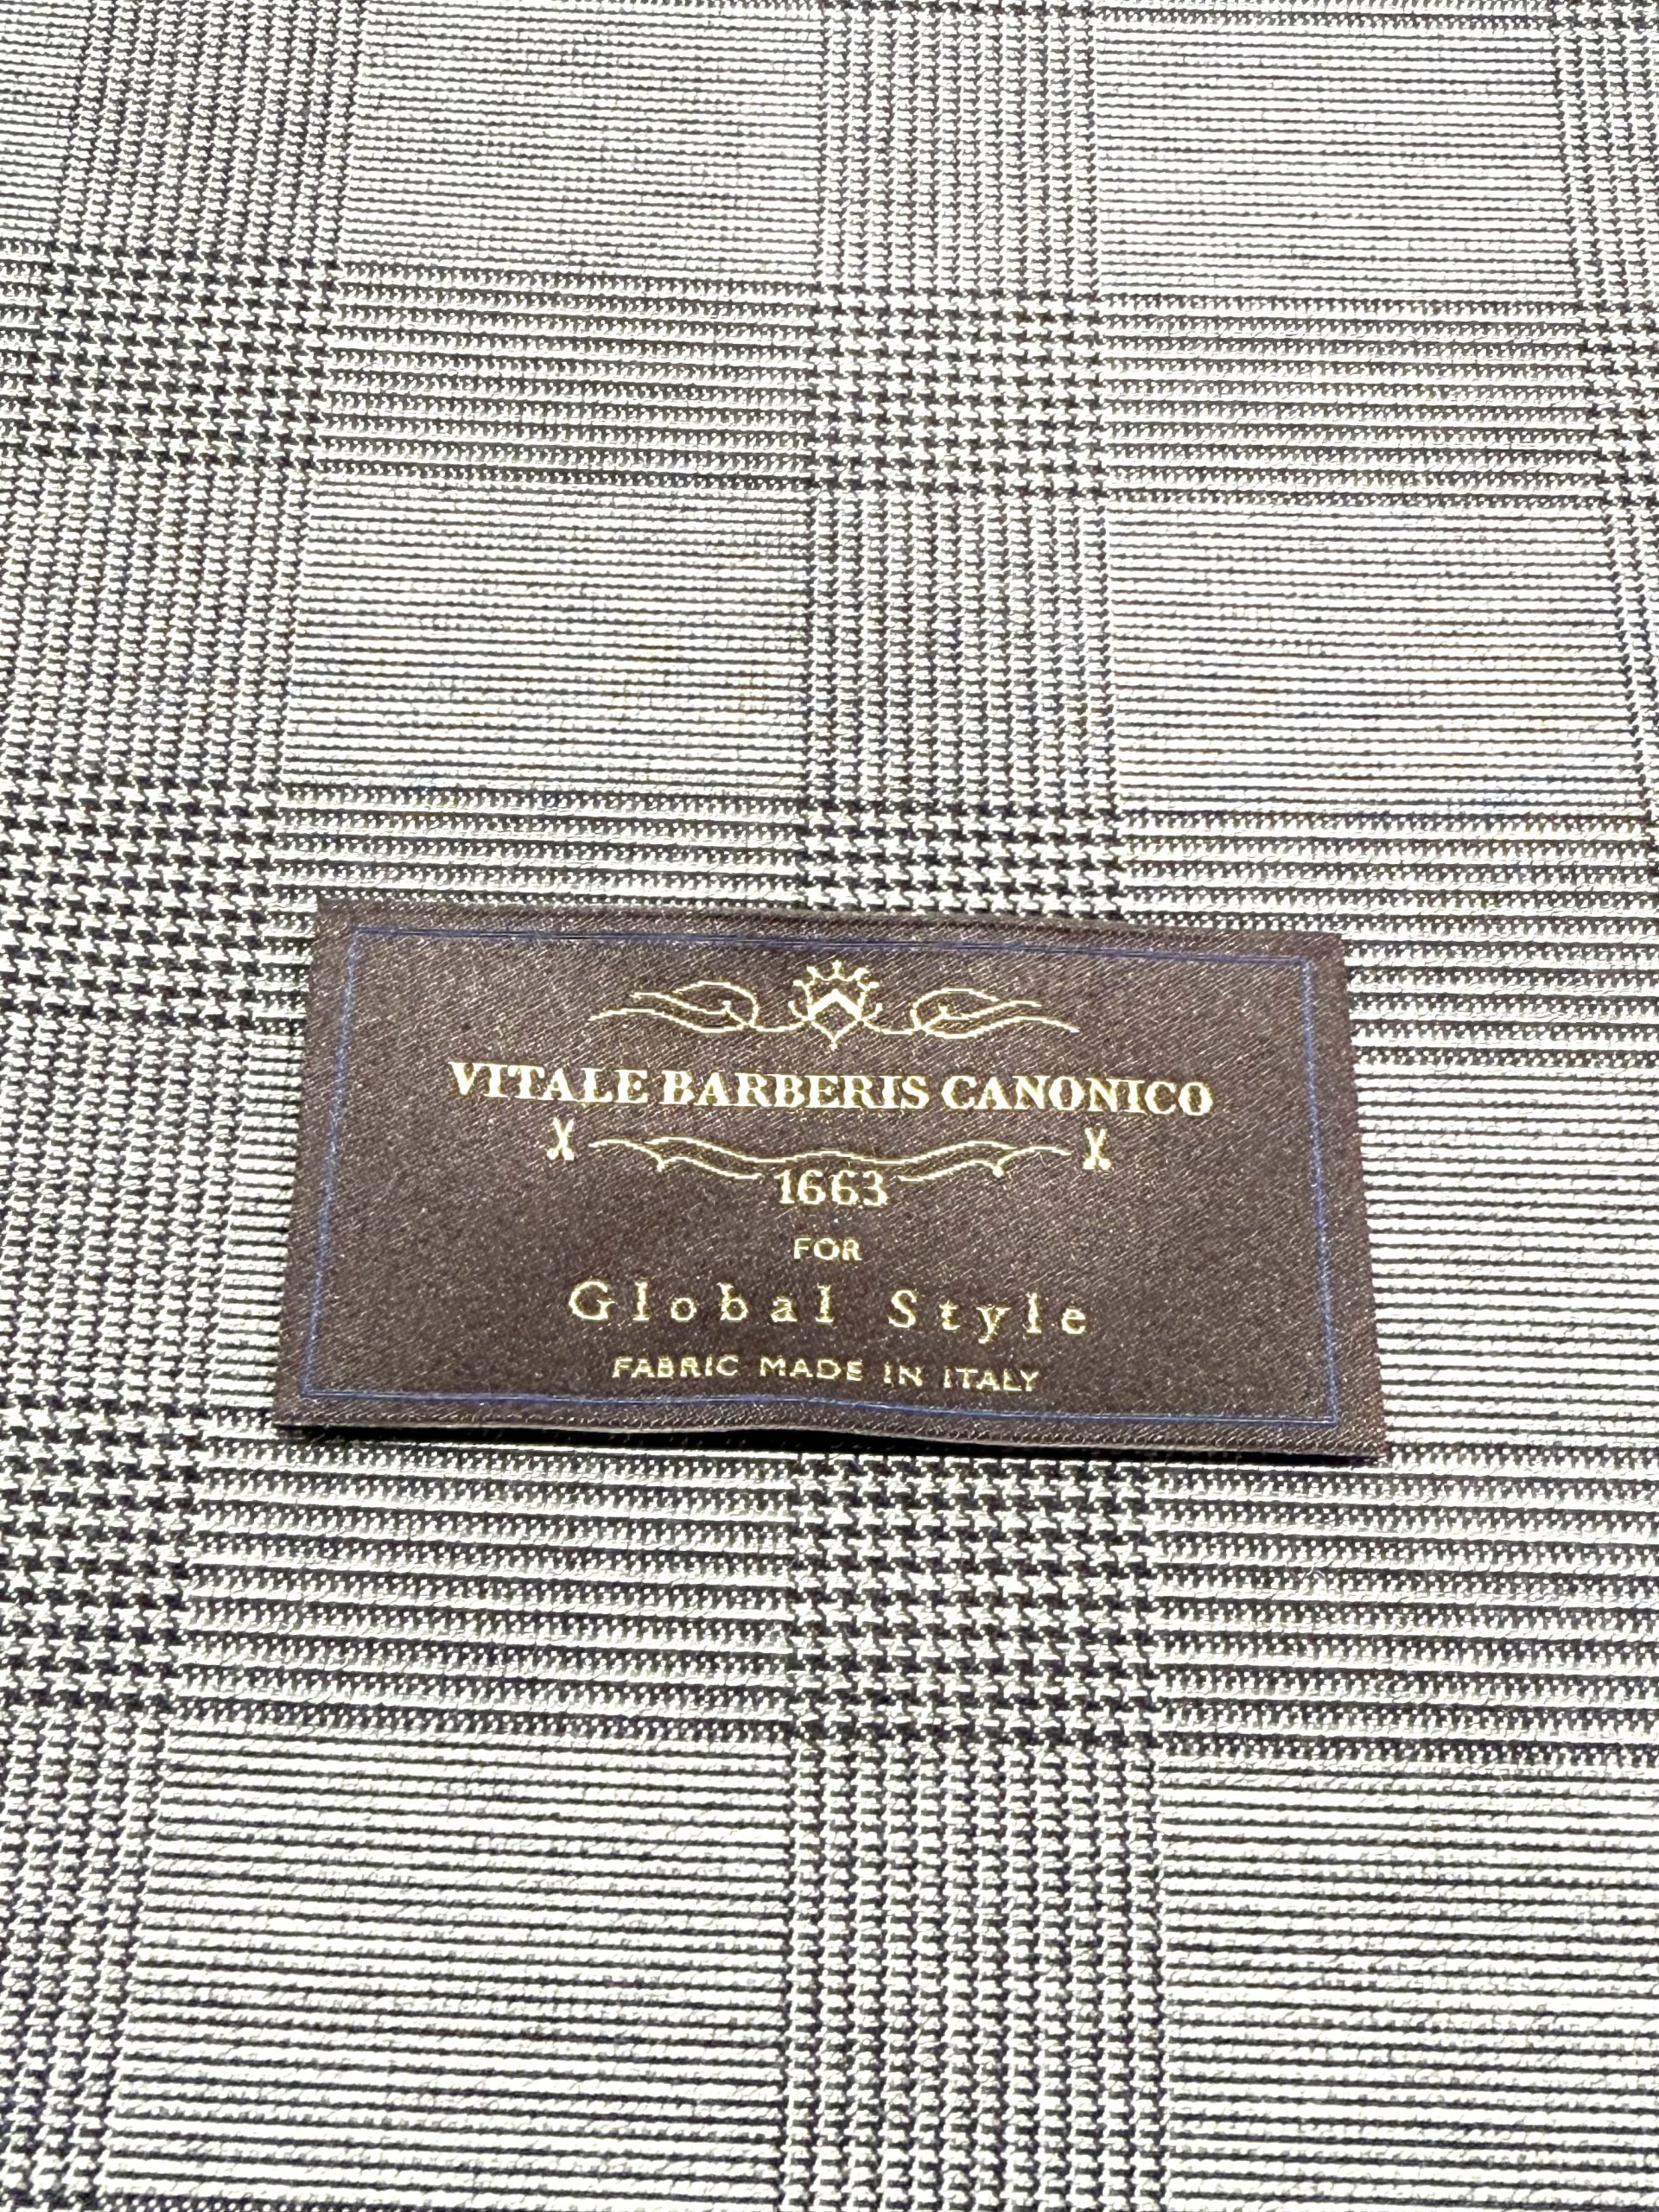 VITALE BARBERIS CANONICO
1663
FOR
Global Style
FABRIC MADE IN ITALY